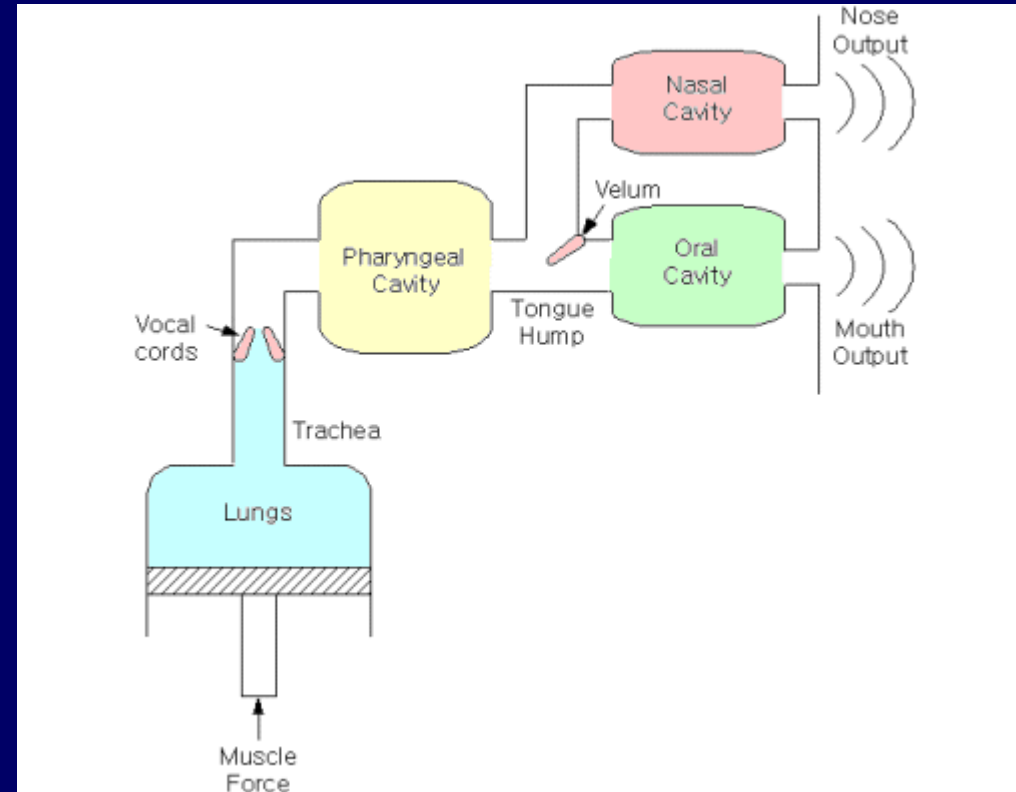 Nose
Output
Nasal
Cavity
Velum
Pharyngeal
Cavity
Oral
Cavity
Tongue
Hump
Vocal
cords
Mouth
Output
Trachea
Lungs
Muscle
Force